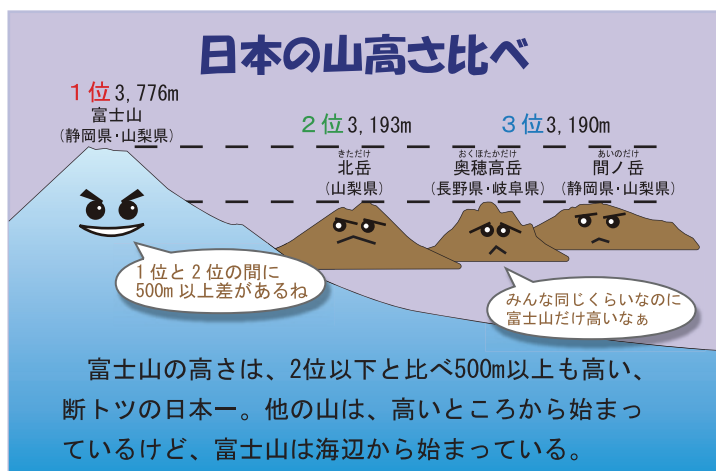 日本の山高さ比べ
1位 3,776m
富士山
(静岡県・山梨県)
2位 3,193m
きただけ
北岳
(山梨県)
3位 3,190m
おくほたかだけ
奥穂高岳
(長野県・岐阜県)
あいのだけ
間ノ岳
(静岡県・山梨県)
1位と2位の間に
500m以上差があるね
みんな同じくらいなのに
富士山だけ高いなぁ
富士山の高さは、2位以下と比べ500m以上も高い、
断トツの日本一。他の山は、高いところから始まっ
ているけど、富士山は海辺から始まっている。